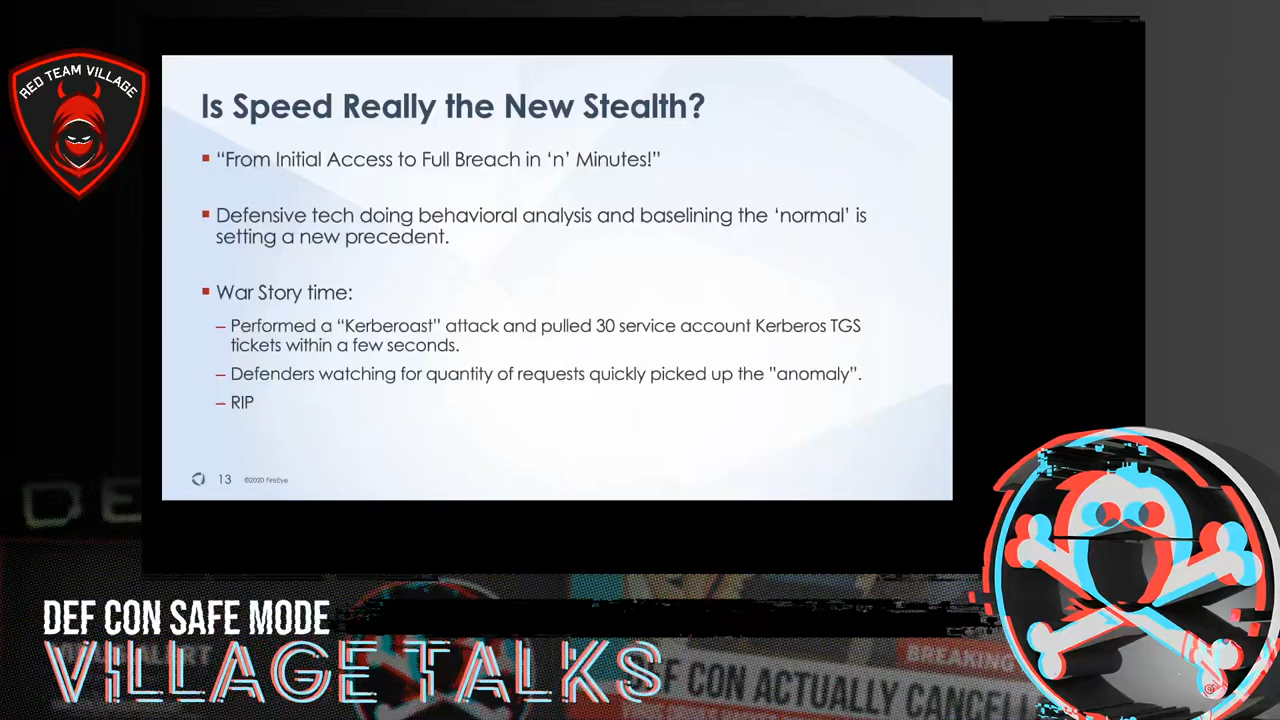 RED TEAM VILLAGE
Is Speed Really the New Stealth?
▪ “From Initial Access to Full Breach in ‘n’ Minutes!”
▪ Defensive tech doing behavioral analysis and baselining the ‘normal’ is
setting a new precedent.
▪ War Story time:
– Performed a “Kerberoast” attack and pulled 30 service account Kerberos TGS
tickets within a few seconds.
– Defenders watching for quantity of requests quickly picked up the ”anomaly”.
– RIP
13 ©2020 FireEye
DE
DEF CON SAFE MODE
VILLAGE TALKS
BREAKIN
DEF CON ACTUALLY CANCEL